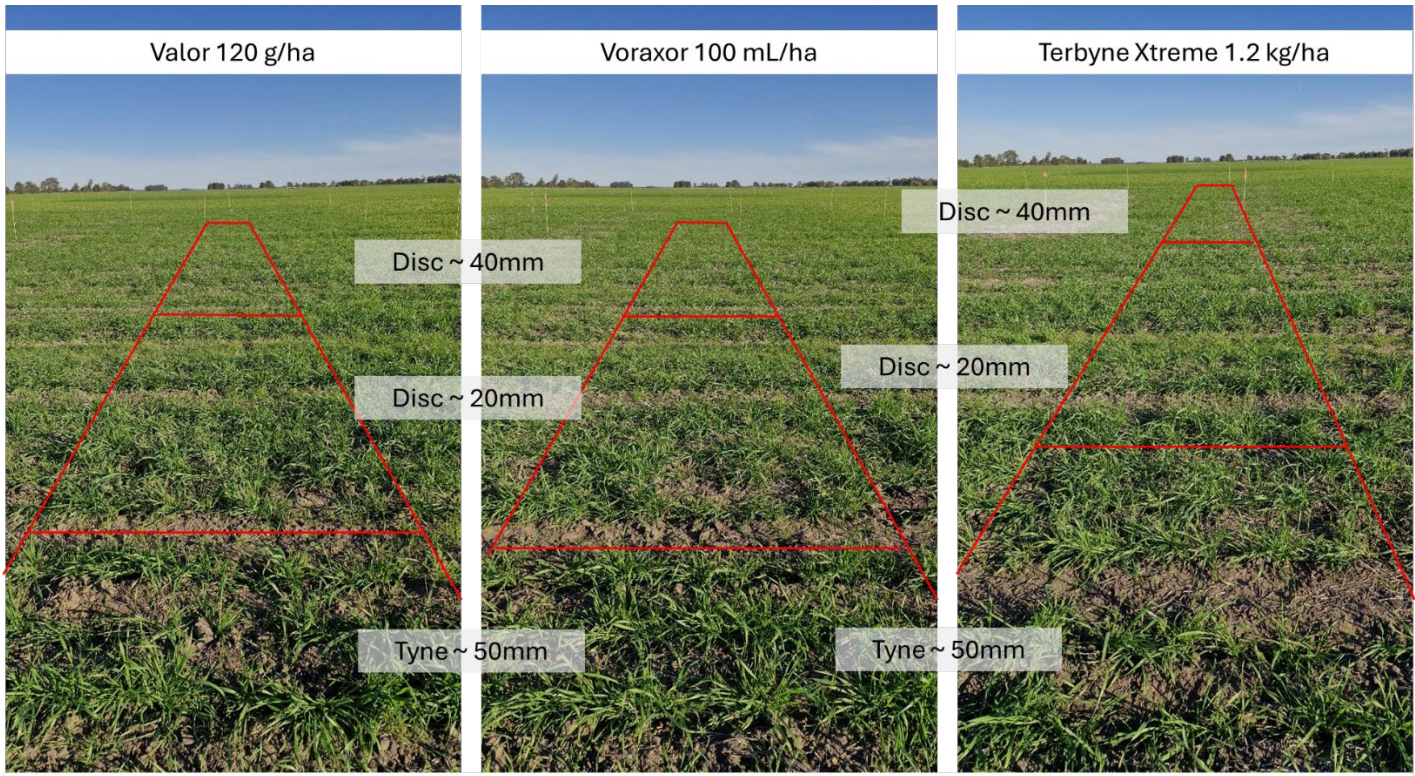 Valor 120 g/ha
Voraxor 100 mL/ha
Terbyne Xtreme 1.2 kg/ha
Disc ~ 40mm
Disc ~ 40mm
Disc ~ 20mm
Disc ~ 20mm
Tyne ~ 50mm
Tyne ~ 50mm